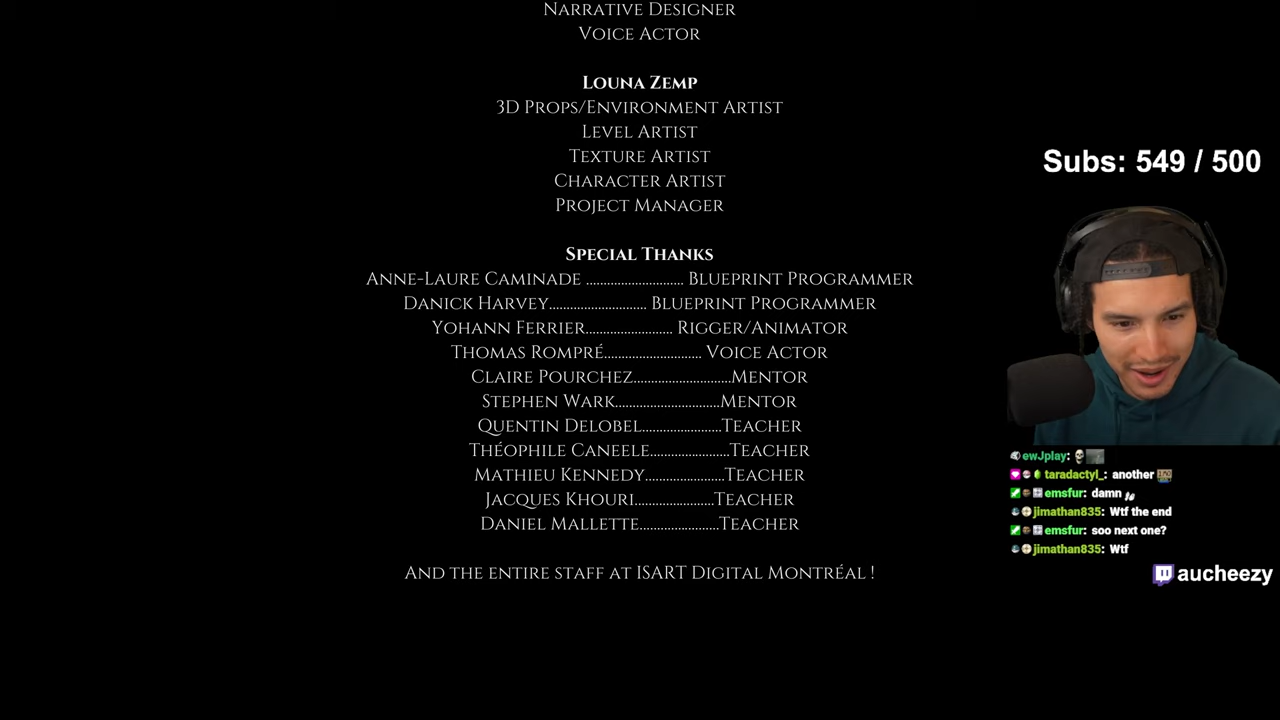 Narrative Designer
Voice Actor
Louna Zemp
3D Props/Environment Artist
Level Artist
Texture Artist
Character Artist
Project Manager
Special Thanks
Anne-Laure Caminade ............................ Blueprint Programmer
Danick Harvey............................ Blueprint Programmer
Yohann Ferrier......................... Rigger/Animator
Thomas Rompré............................ Voice Actor
Claire Pourchez............................Mentor
Stephen Wark..............................Mentor
Quentin Delobel.......................Teacher
Théophile Caneele.......................Teacher
Mathieu Kennedy.......................Teacher
Jacques Khouri.......................Teacher
Daniel Mallette.......................Teacher
And the entire staff at ISART Digital Montréal !
Subs: 549 / 500
ewJplay:
taradactyl_: another
emsfur: damn
jimathan835: Wtf the end
emsfur: soo next one?
jimathan835: Wtf
aucheezy